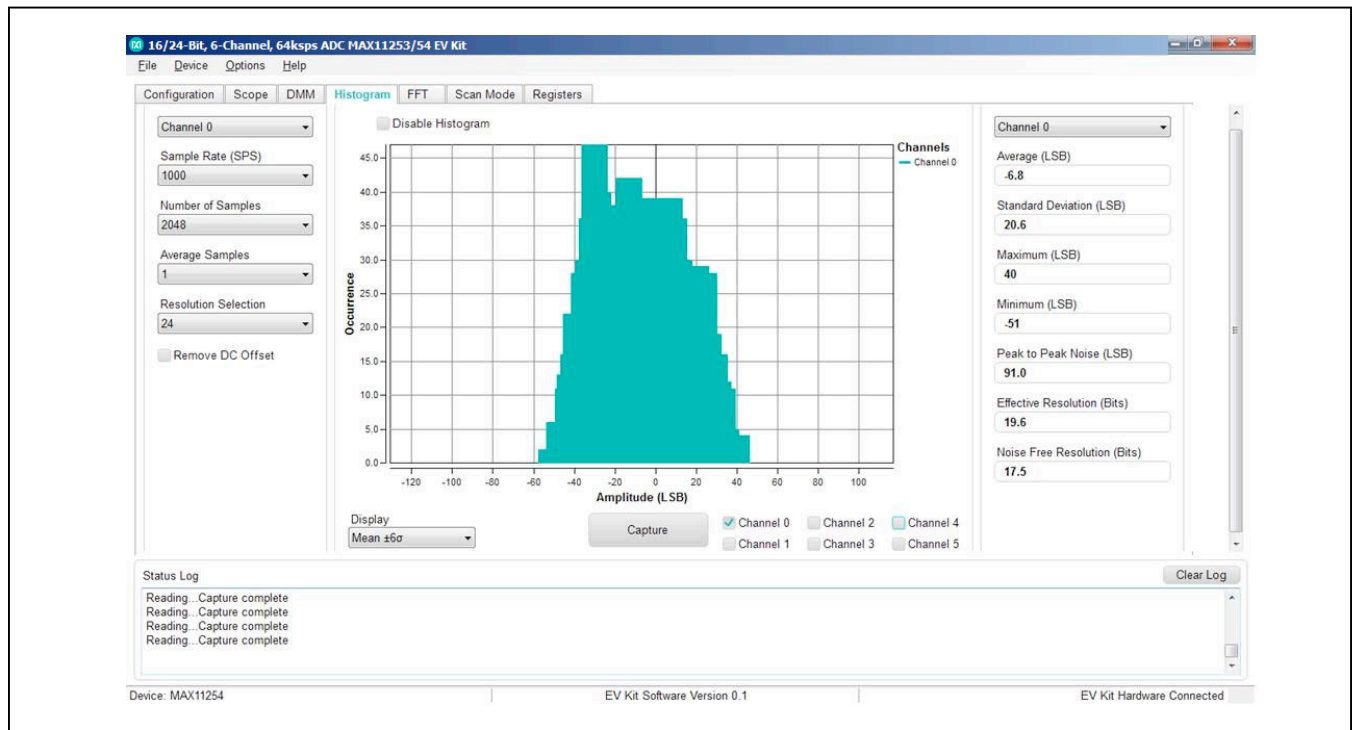 16/24-Bit, 6-Channel, 64ksps ADC MAX11253/54 EV Kit
File Device Options Help
Configuration Scope DMM Histogram FFT Scan Mode Registers
Channel 0
Sample Rate (SPS)
1000
Number of Samples
2048
Average Samples
1
Resolution Selection
24
Remove DC Offset
Disable Histogram
Occurrence
45.0
40.0
35.0
30.0
25.0
20.0
15.0
10.0
5.0
0.0
-120 -100 -80 -60 -40 -20 0 20 40 60 80 100
Amplitude (LSB)
Channels
Channel 0
Display
Mean ±6σ
Capture
Channel 0 Channel 2 Channel 4
Channel 1 Channel 3 Channel 5
Channel 0
Average (LSB)
-6.8
Standard Deviation (LSB)
20.6
Maximum (LSB)
40
Minimum (LSB)
-51
Peak to Peak Noise (LSB)
91.0
Effective Resolution (Bits)
19.6
Noise Free Resolution (Bits)
17.5
Status Log
Clear Log
Reading...Capture complete
Reading...Capture complete
Reading...Capture complete
Reading...Capture complete
Device: MAX11254 EV Kit Software Version 0.1 EV Kit Hardware Connected